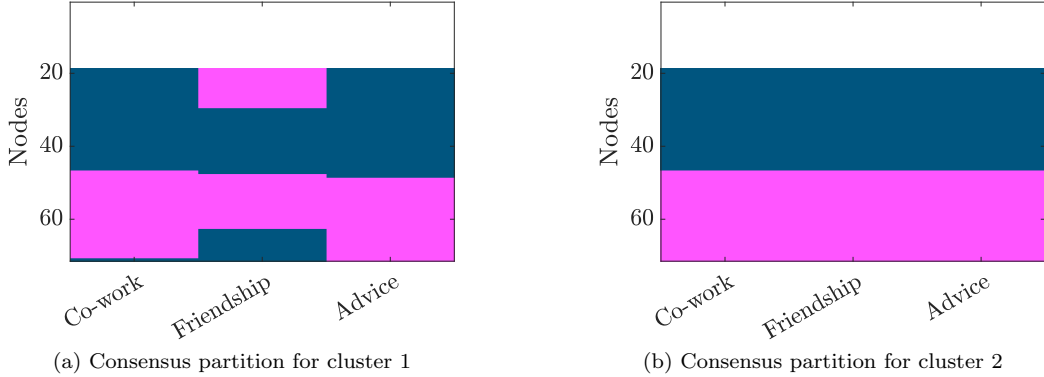 Nodes
20
40
60
Co-work
Friendship
Advice
(a) Consensus partition for cluster 1
Nodes
20
40
60
Co-work
Friendship
Advice
(b) Consensus partition for cluster 2